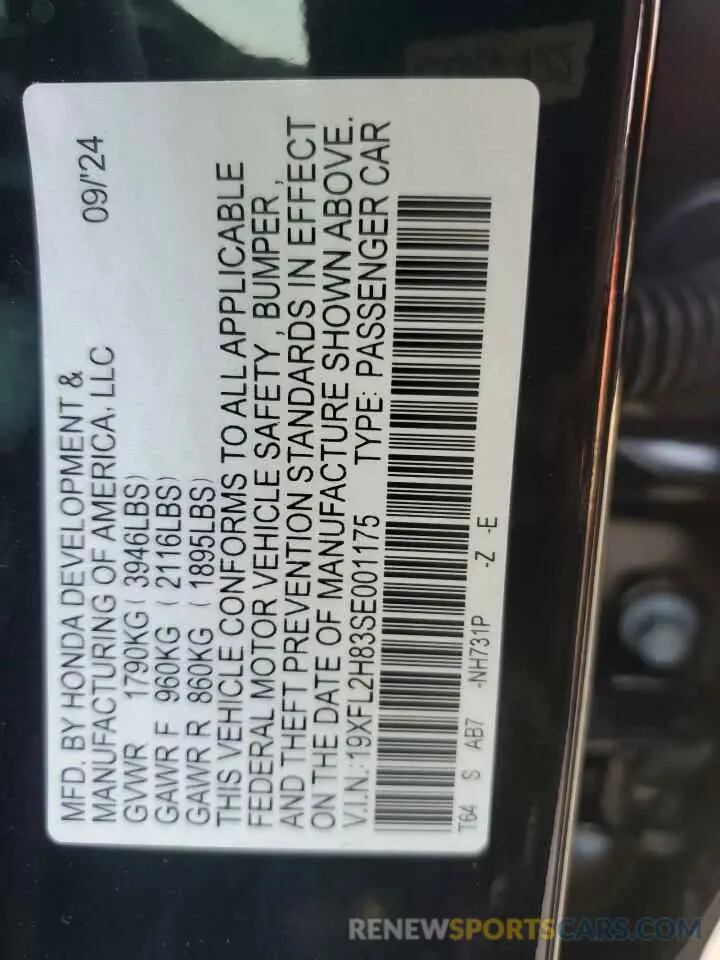 MFD. BY HONDA DEVELOPMENT &
MANUFACTURING OF AMERICA, LLC 09/'24
GVWR 1790KG ( 3946LBS)
GAWR F 960KG ( 2116LBS)
GAWR R 860KG ( 1895LBS)
THIS VEHICLE CONFORMS TO ALL APPLICABLE
FEDERAL MOTOR VEHICLE SAFETY , BUMPER ,
AND THEFT PREVENTION STANDARDS IN EFFECT
ON THE DATE OF MANUFACTURE SHOWN ABOVE.
V.I.N.:19XFL2H83SE001175 TYPE: PASSENGER CAR
T64 S AB7 -NH731P -Z -E
RENEWSPORTSCARS.COM